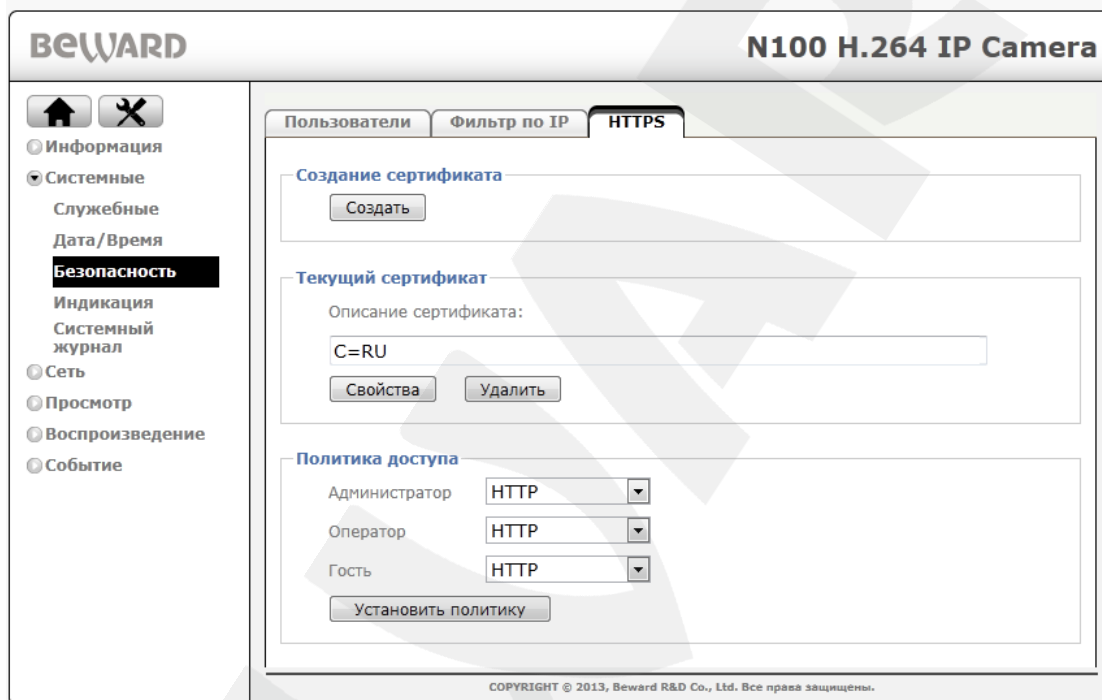 BEWARD
N100 H.264 IP Camera
Информация
Системные
Служебные
Дата/Время
Безопасность
Индикация
Системный
журнал
Сеть
Просмотр
Воспроизведение
Событие
Пользователи
Фильтр по IP
HTTPS
Создание сертификата
Создать
Текущий сертификат
Описание сертификата:
C=RU
Свойства
Удалить
Политика доступа
Администратор
HTTP
Оператор
HTTP
Гость
HTTP
Установить политику
COPYRIGHT © 2013, Beward R&D Co., Ltd. Все права защищены.